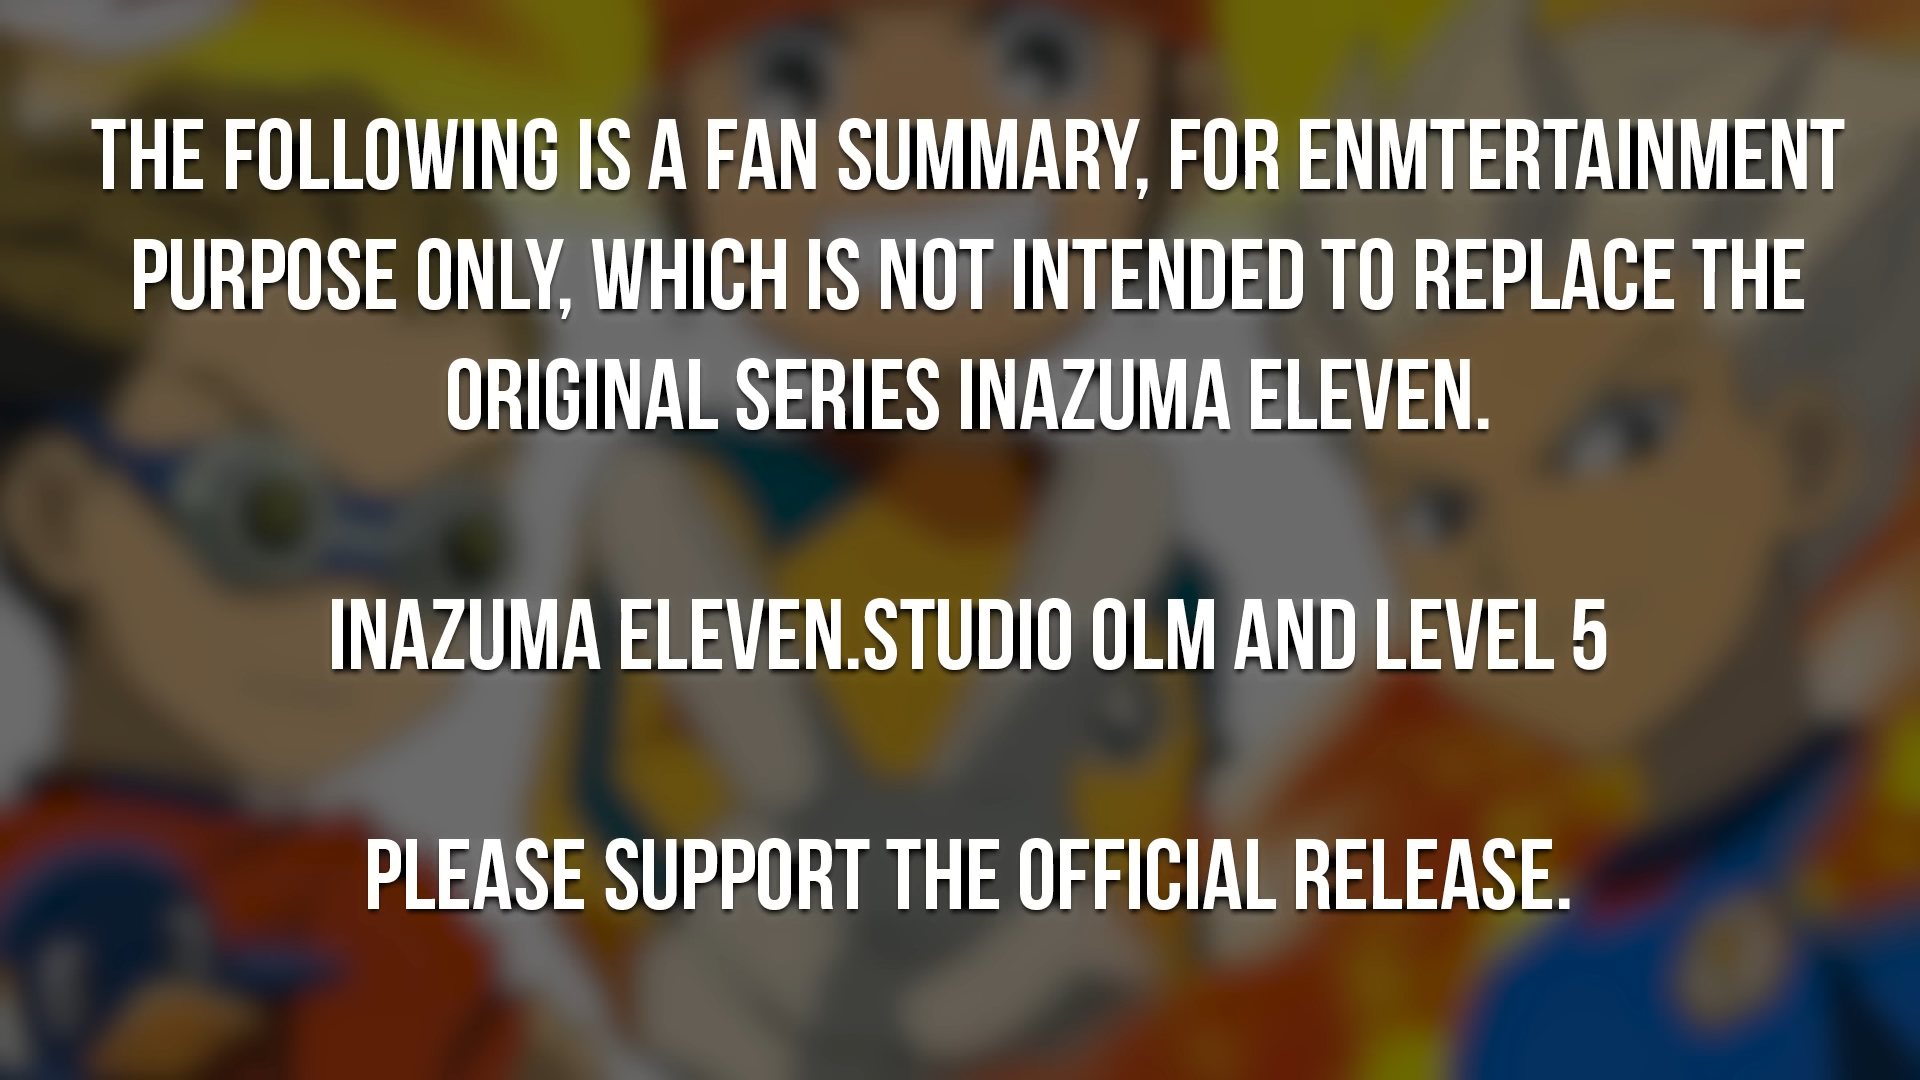 THE FOLLOWING IS A FAN SUMMARY, FOR ENMTERTAINMENT
PURPOSE ONLY, WHICH IS NOT INTENDED TO REPLACE THE
ORIGINAL SERIES INAZUMA ELEVEN.
INAZUMA ELEVEN.STUDIO OLM AND LEVEL 5
PLEASE SUPPORT THE OFFICIAL RELEASE.